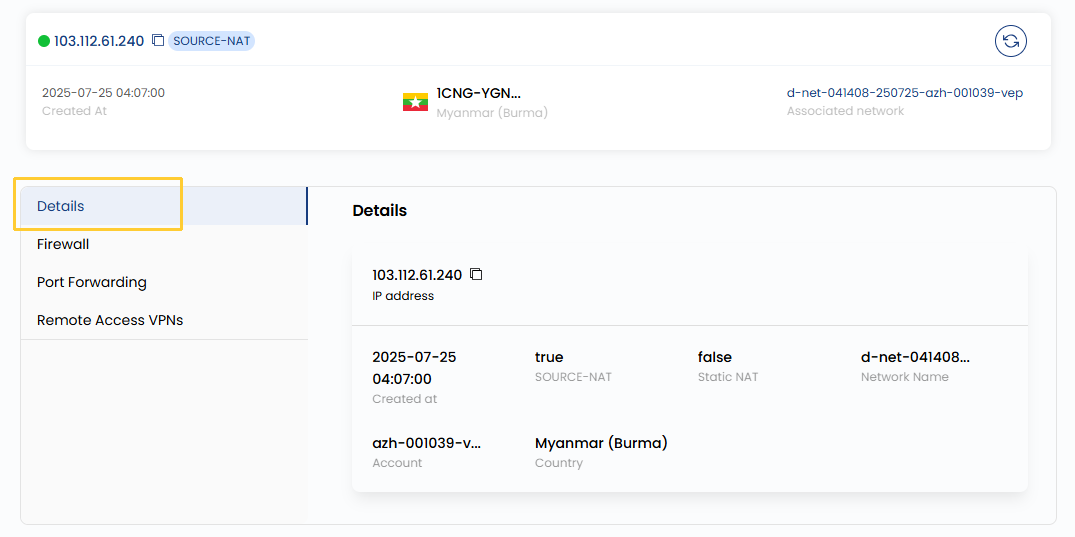 103.112.61.240 SOURCE-NAT
2025-07-25 04:07:00
Created At
1CNG-YGN...
Myanmar (Burma)
d-net-041408-250725-azh-001039-vep
Associated network
Details
Firewall
Port Forwarding
Remote Access VPNs
Details
103.112.61.240
IP address
2025-07-25
04:07:00
Created at
true
SOURCE-NAT
false
Static NAT
d-net-041408...
Network Name
azh-001039-v...
Account
Myanmar (Burma)
Country